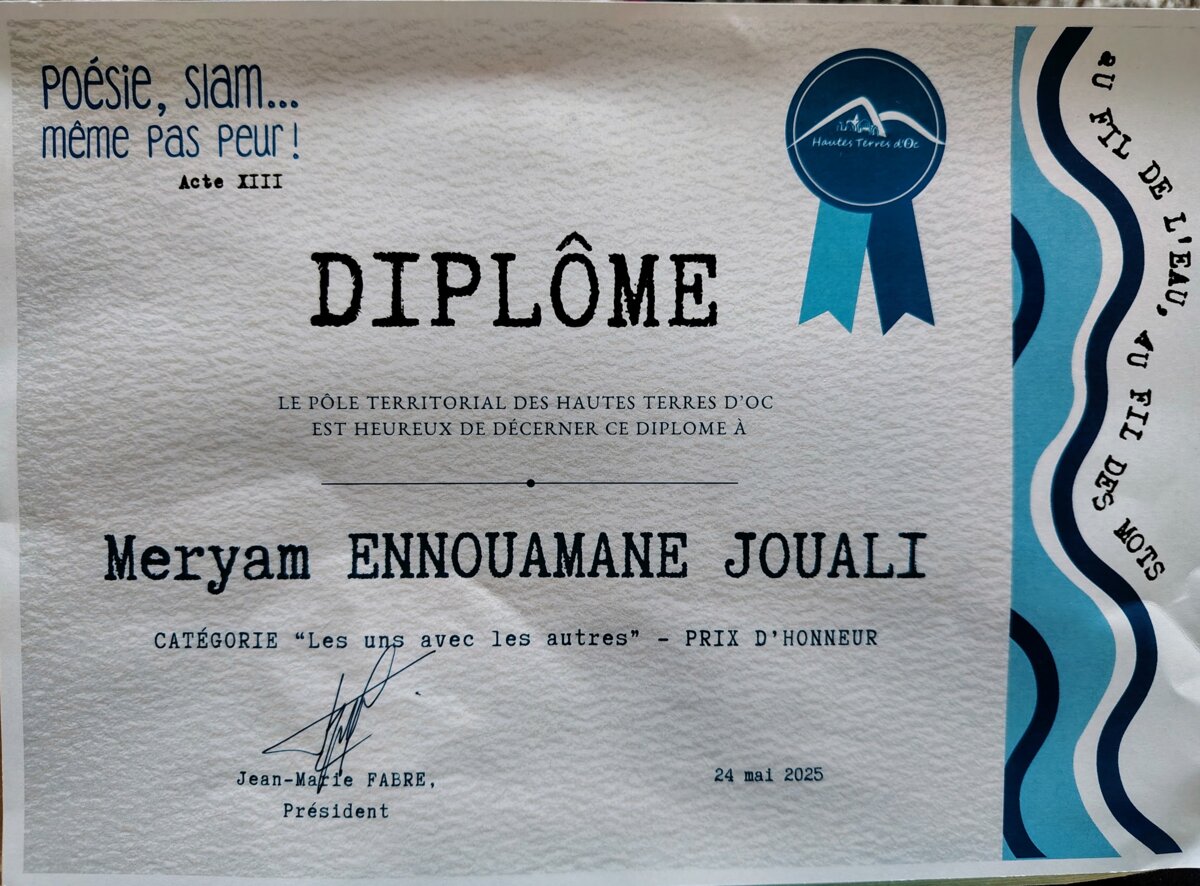 Poésie, slam...
même pas peur !
Acte XIII
Hautes Terres d'Oc
DIPLÔME
LE PÔLE TERRITORIAL DES HAUTES TERRES D'OC
EST HEUREUX DE DÉCERNER CE DIPLOME À
Meryam ENNOUAMANE JOUALI
CATÉGORIE “Les uns avec les autres” - PRIX D'HONNEUR
Jean-Marie FABRE,
Président
24 mai 2025
AU FIL DE L'EAU, AU FIL DES MOTS